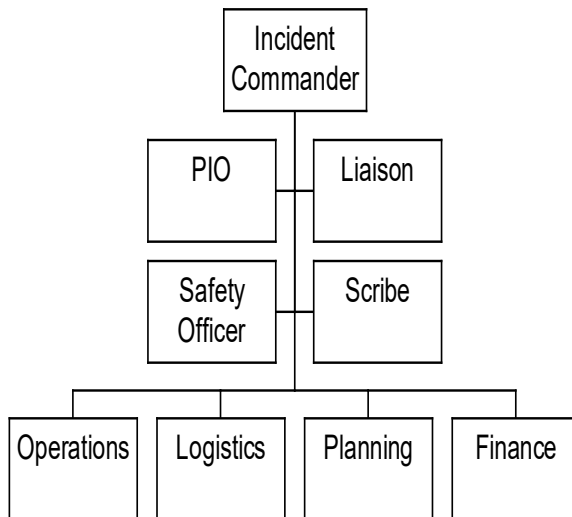 Incident
Commander
PIO
Liaison
Safety
Officer
Scribe
Operations
Logistics
Planning
Finance